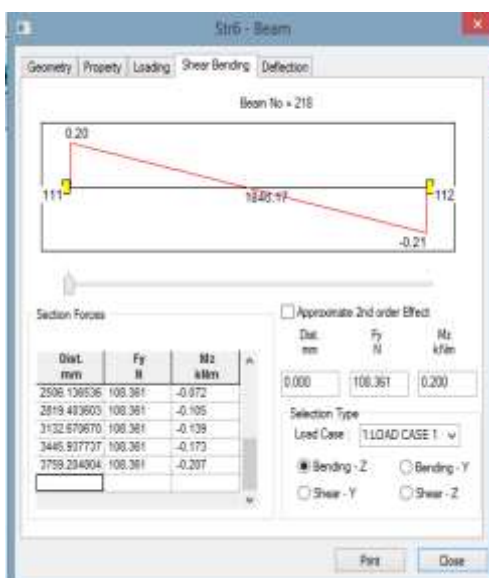 Str6 - Beam
Geometry Property Loading Shear Bending Deflection
Beam No = 218
0.20
111
112
-0.21
Section Forces
Approximate 2nd order Effect
Dist. mm Fy N Mz kNm
2506.136536 108.361 -0.072
2819.403603 108.361 -0.105
3132.670670 108.361 -0.139
3445.937737 108.361 -0.173
3759.204804 108.361 -0.207
Dist. mm Fy N Mz kNm
0.000 108.361 0.200
Selection Type
Load Case 1:LOAD CASE 1
Bending - Z Bending - Y
Shear - Y Shear - Z
Print Close